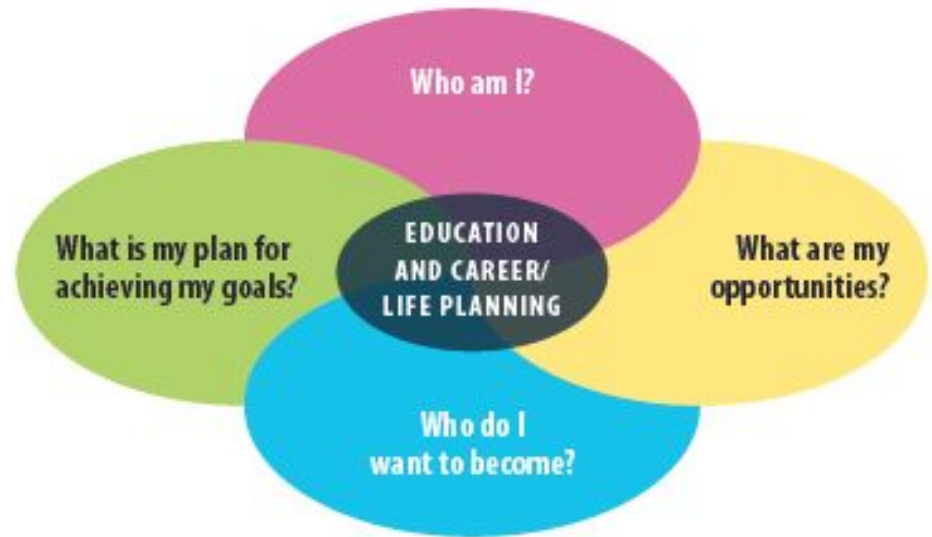 Who am I?
What is my plan for
achieving my goals?
EDUCATION
AND CAREER/
LIFE PLANNING
What are my
opportunities?
Who do I
want to become?